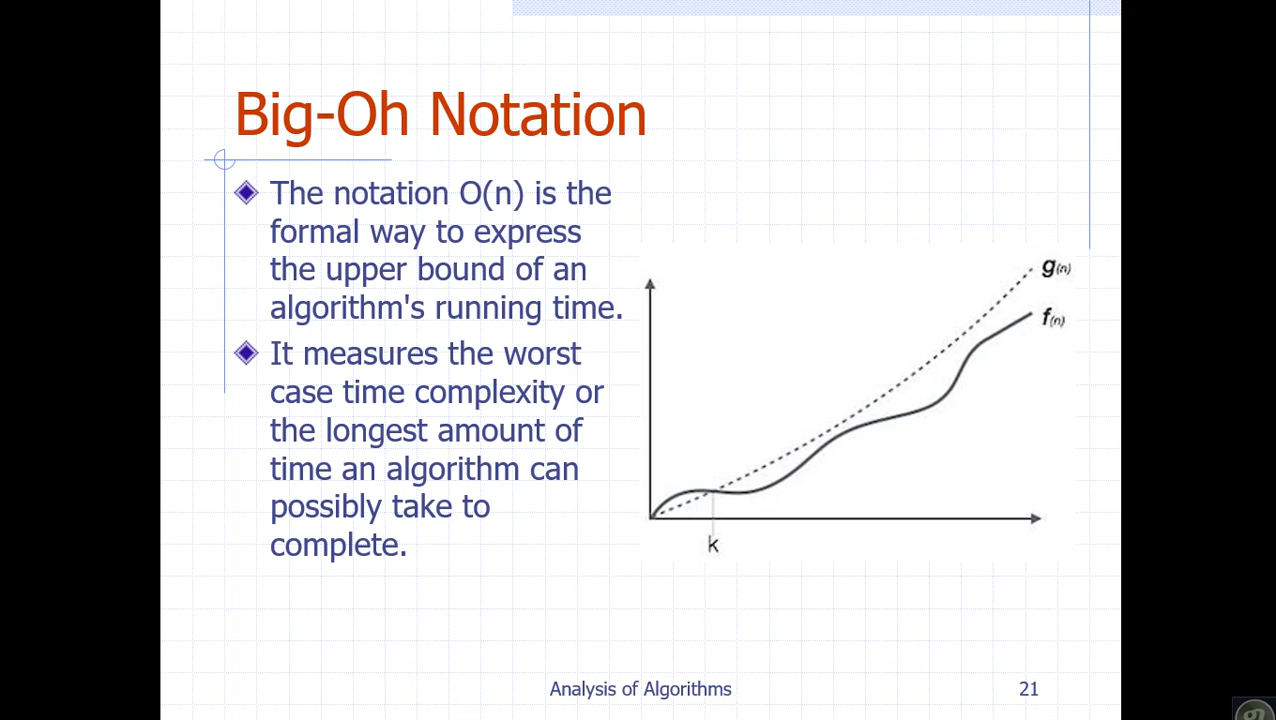 Big-Oh Notation
The notation O(n) is the
formal way to express
the upper bound of an
algorithm's running time.
It measures the worst
case time complexity or
the longest amount of
time an algorithm can
possibly take to
complete.
g(n)
f(n)
k
Analysis of Algorithms
21